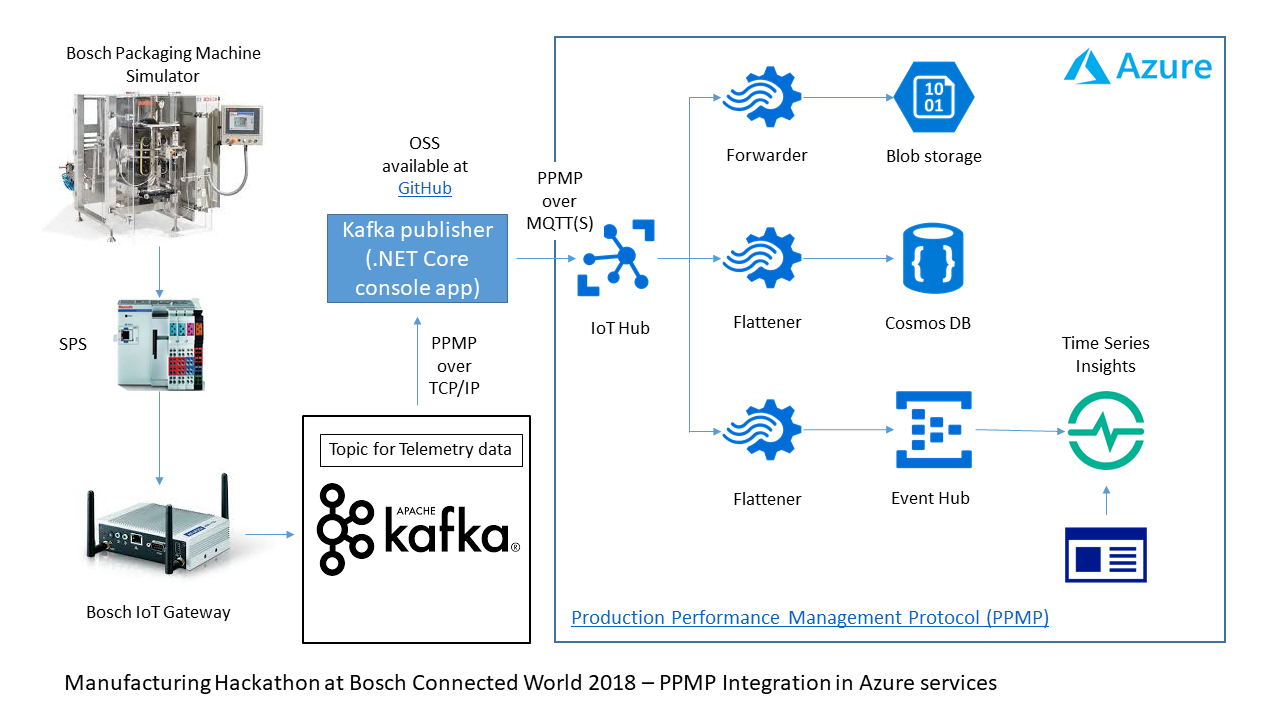 Bosch Packaging Machine
Simulator
SPS
Bosch IoT Gateway
Topic for Telemetry data
APACHE
kafka®
PPMP
over
TCP/IP
OSS
available at
GitHub
Kafka publisher
(.NET Core
console app)
PPMP
over
MQTT(S)
IoT Hub
Azure
Forwarder
10
01
Blob storage
Flattener
{ }
Cosmos DB
Flattener
Event Hub
Time Series
Insights
Production Performance Management Protocol (PPMP)
Manufacturing Hackathon at Bosch Connected World 2018 – PPMP Integration in Azure services